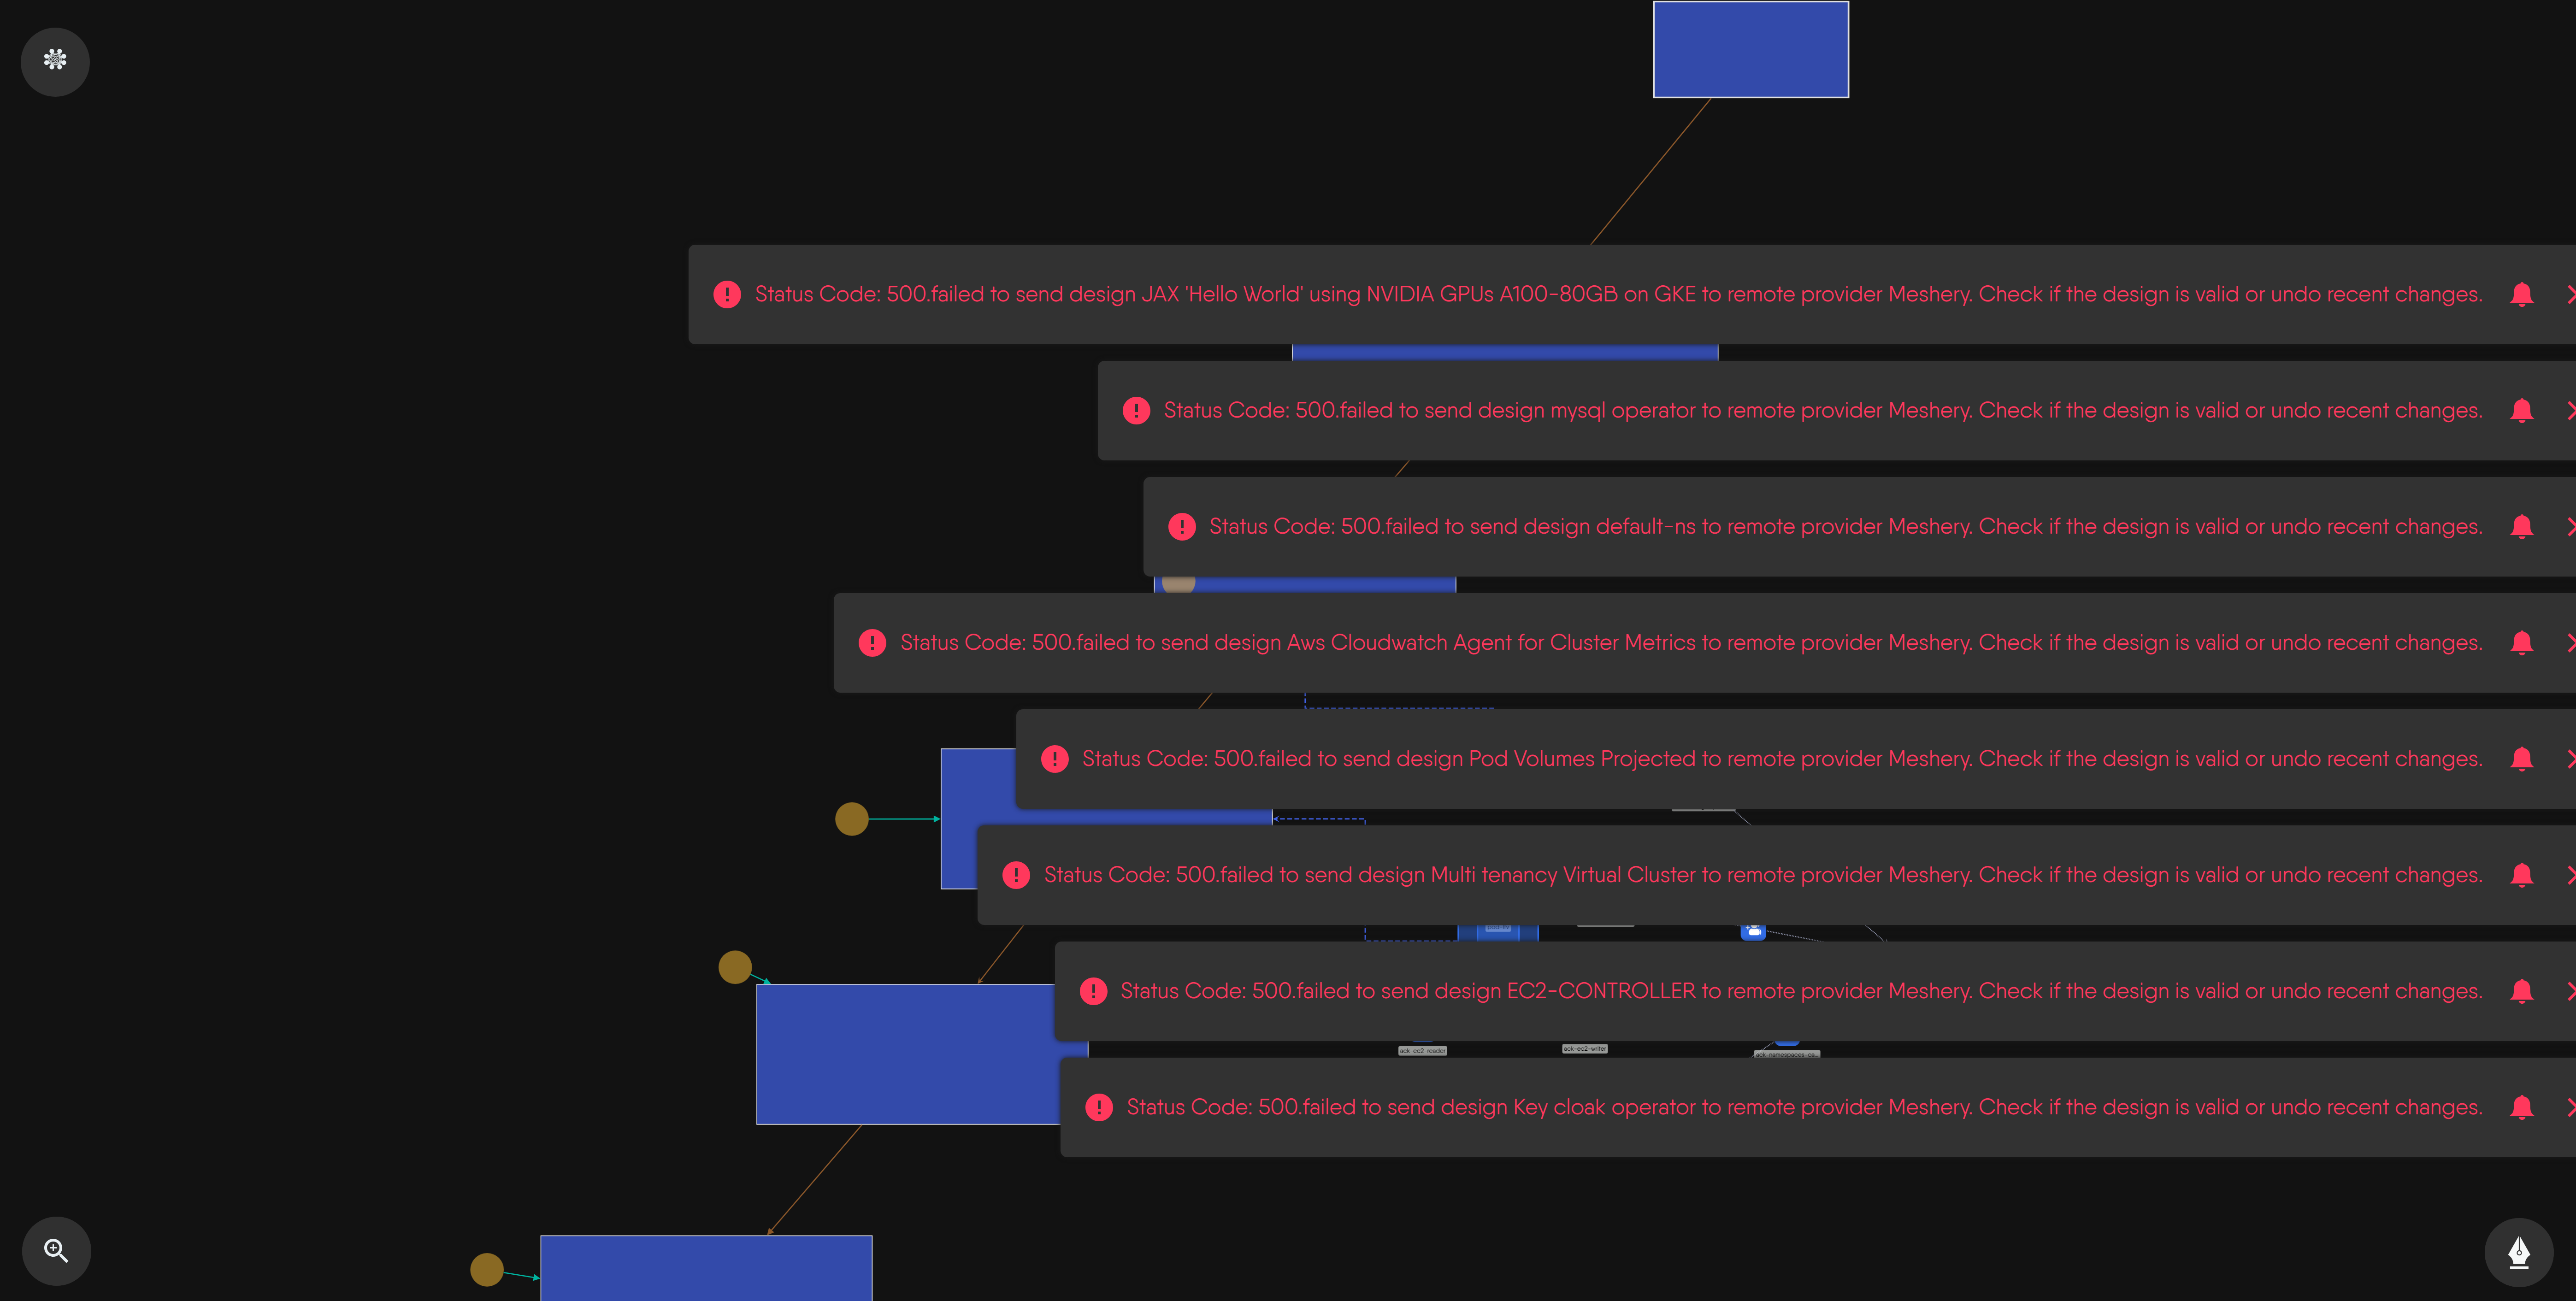 Status Code: 500.failed to send design JAX 'Hello World' using NVIDIA GPUs A100-80GB on GKE to remote provider Meshery. Check if the design is valid or undo recent changes.
Status Code: 500.failed to send design mysql operator to remote provider Meshery. Check if the design is valid or undo recent changes.
Status Code: 500.failed to send design default-ns to remote provider Meshery. Check if the design is valid or undo recent changes.
Status Code: 500.failed to send design Aws Cloudwatch Agent for Cluster Metrics to remote provider Meshery. Check if the design is valid or undo recent changes.
Status Code: 500.failed to send design Pod Volumes Projected to remote provider Meshery. Check if the design is valid or undo recent changes.
Status Code: 500.failed to send design Multi tenancy Virtual Cluster to remote provider Meshery. Check if the design is valid or undo recent changes.
Status Code: 500.failed to send design EC2-CONTROLLER to remote provider Meshery. Check if the design is valid or undo recent changes.
ack-ec2-reader
ack-ec2-writer
Status Code: 500.failed to send design Key cloak operator to remote provider Meshery. Check if the design is valid or undo recent changes.